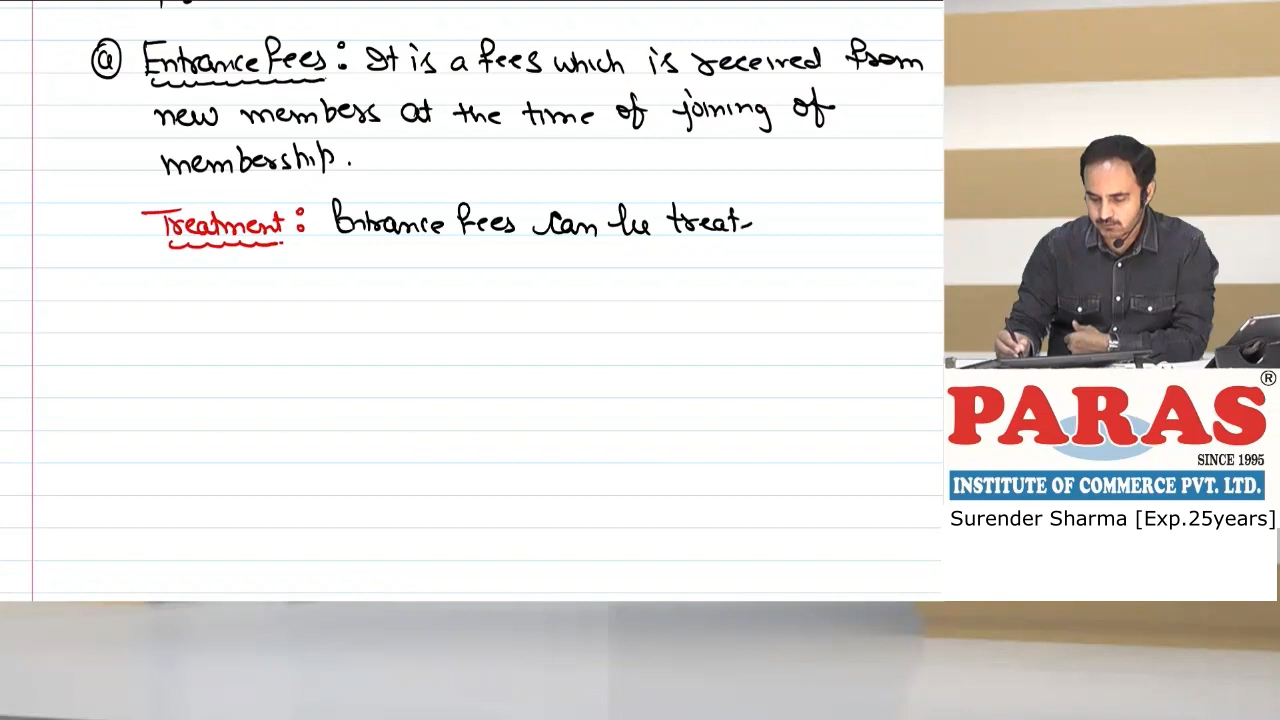 (a) Entrance fees : It is a fees which is received from
new members at the time of joining of
membership.
Treatment : Entrance fees can be treat
PARAS ®
SINCE 1995
INSTITUTE OF COMMERCE PVT. LTD.
Surender Sharma [Exp.25years]